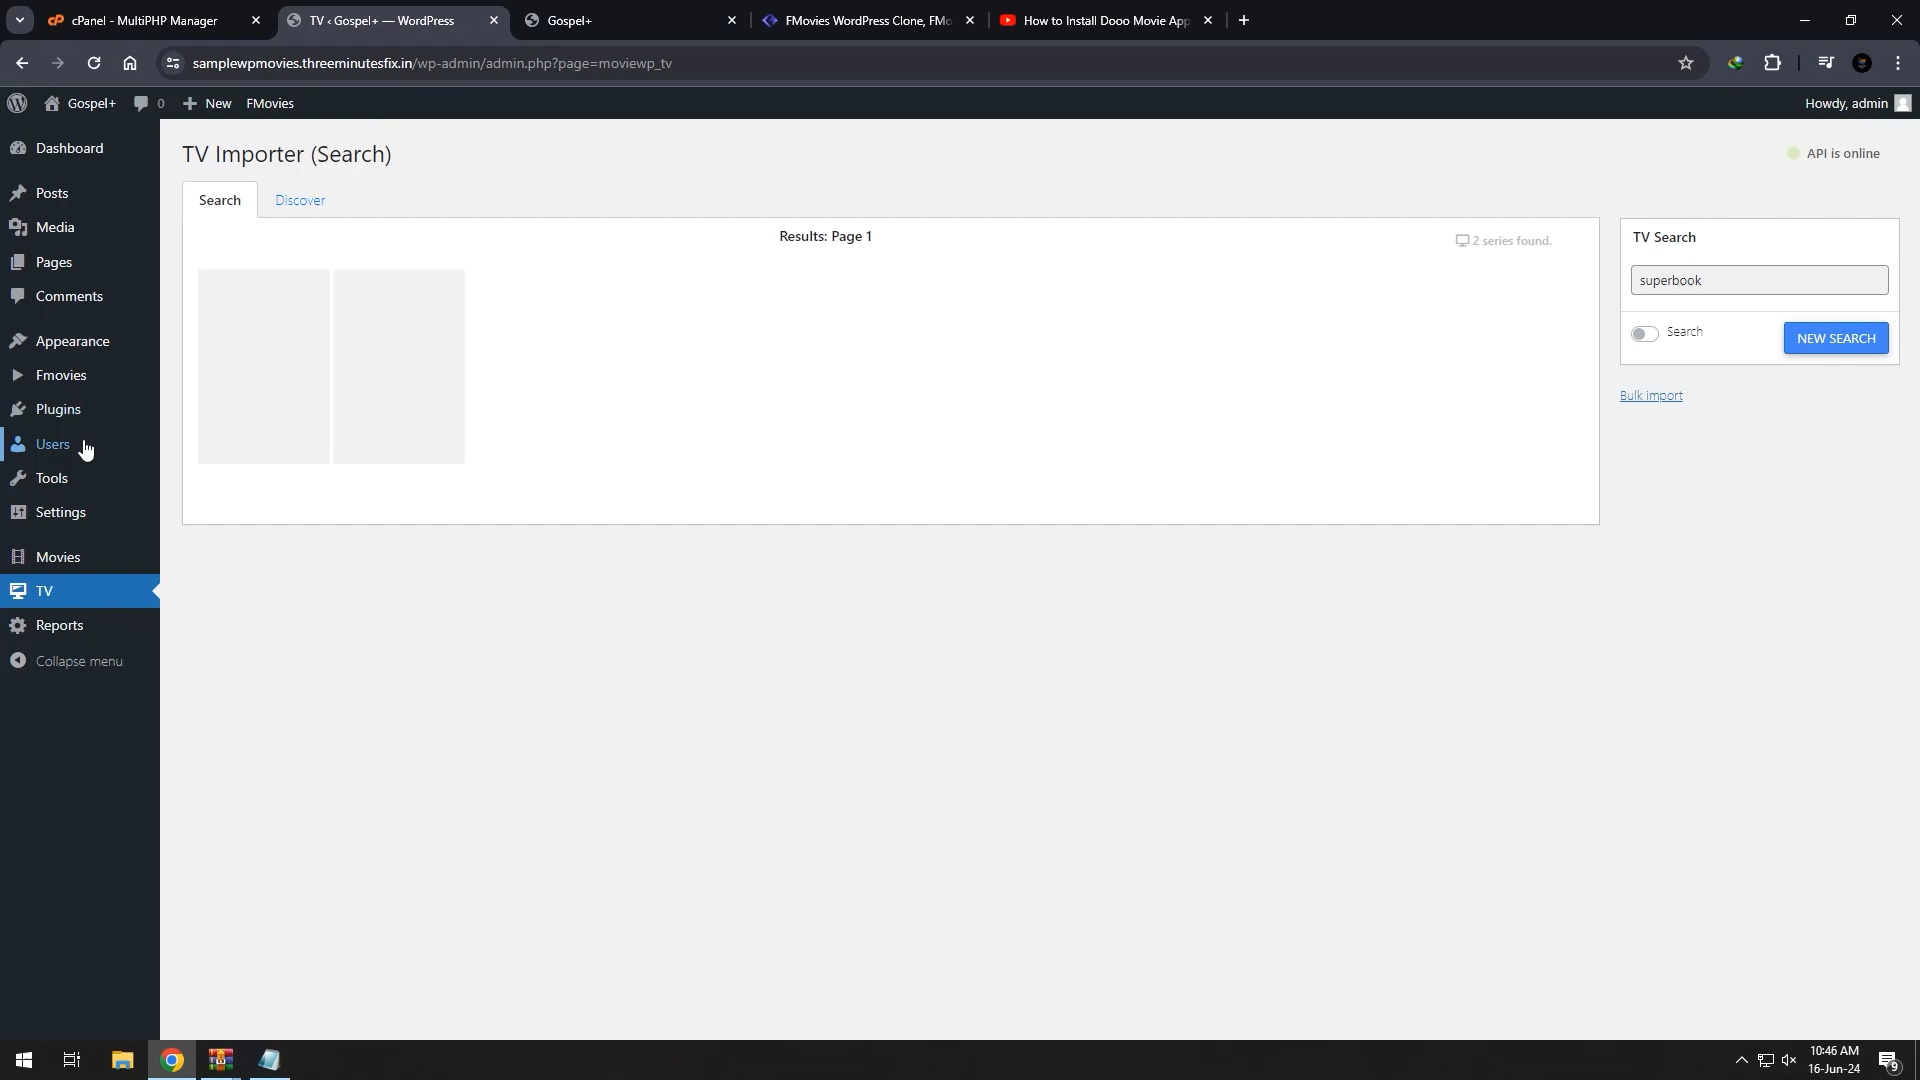 cPanel - MultiPHP Manager
TV ‹ Gospel+ — WordPress
Gospel+
FMovies WordPress Clone, FMo
How to Install Dooo Movie App
samplewpmovies.threeminutesfix.in/wp-admin/admin.php?page=moviewp_tv
Gospel+
0
New
FMovies
Howdy, admin
Dashboard
Posts
Media
Pages
Comments
Appearance
Fmovies
Plugins
Users
Tools
Settings
Movies
TV
Reports
Collapse menu
TV Importer (Search)
API is online
Search
Discover
Results: Page 1
2 series found.
TV Search
superbook
Search
NEW SEARCH
Bulk import
10:46 AM
16-Jun-24
9